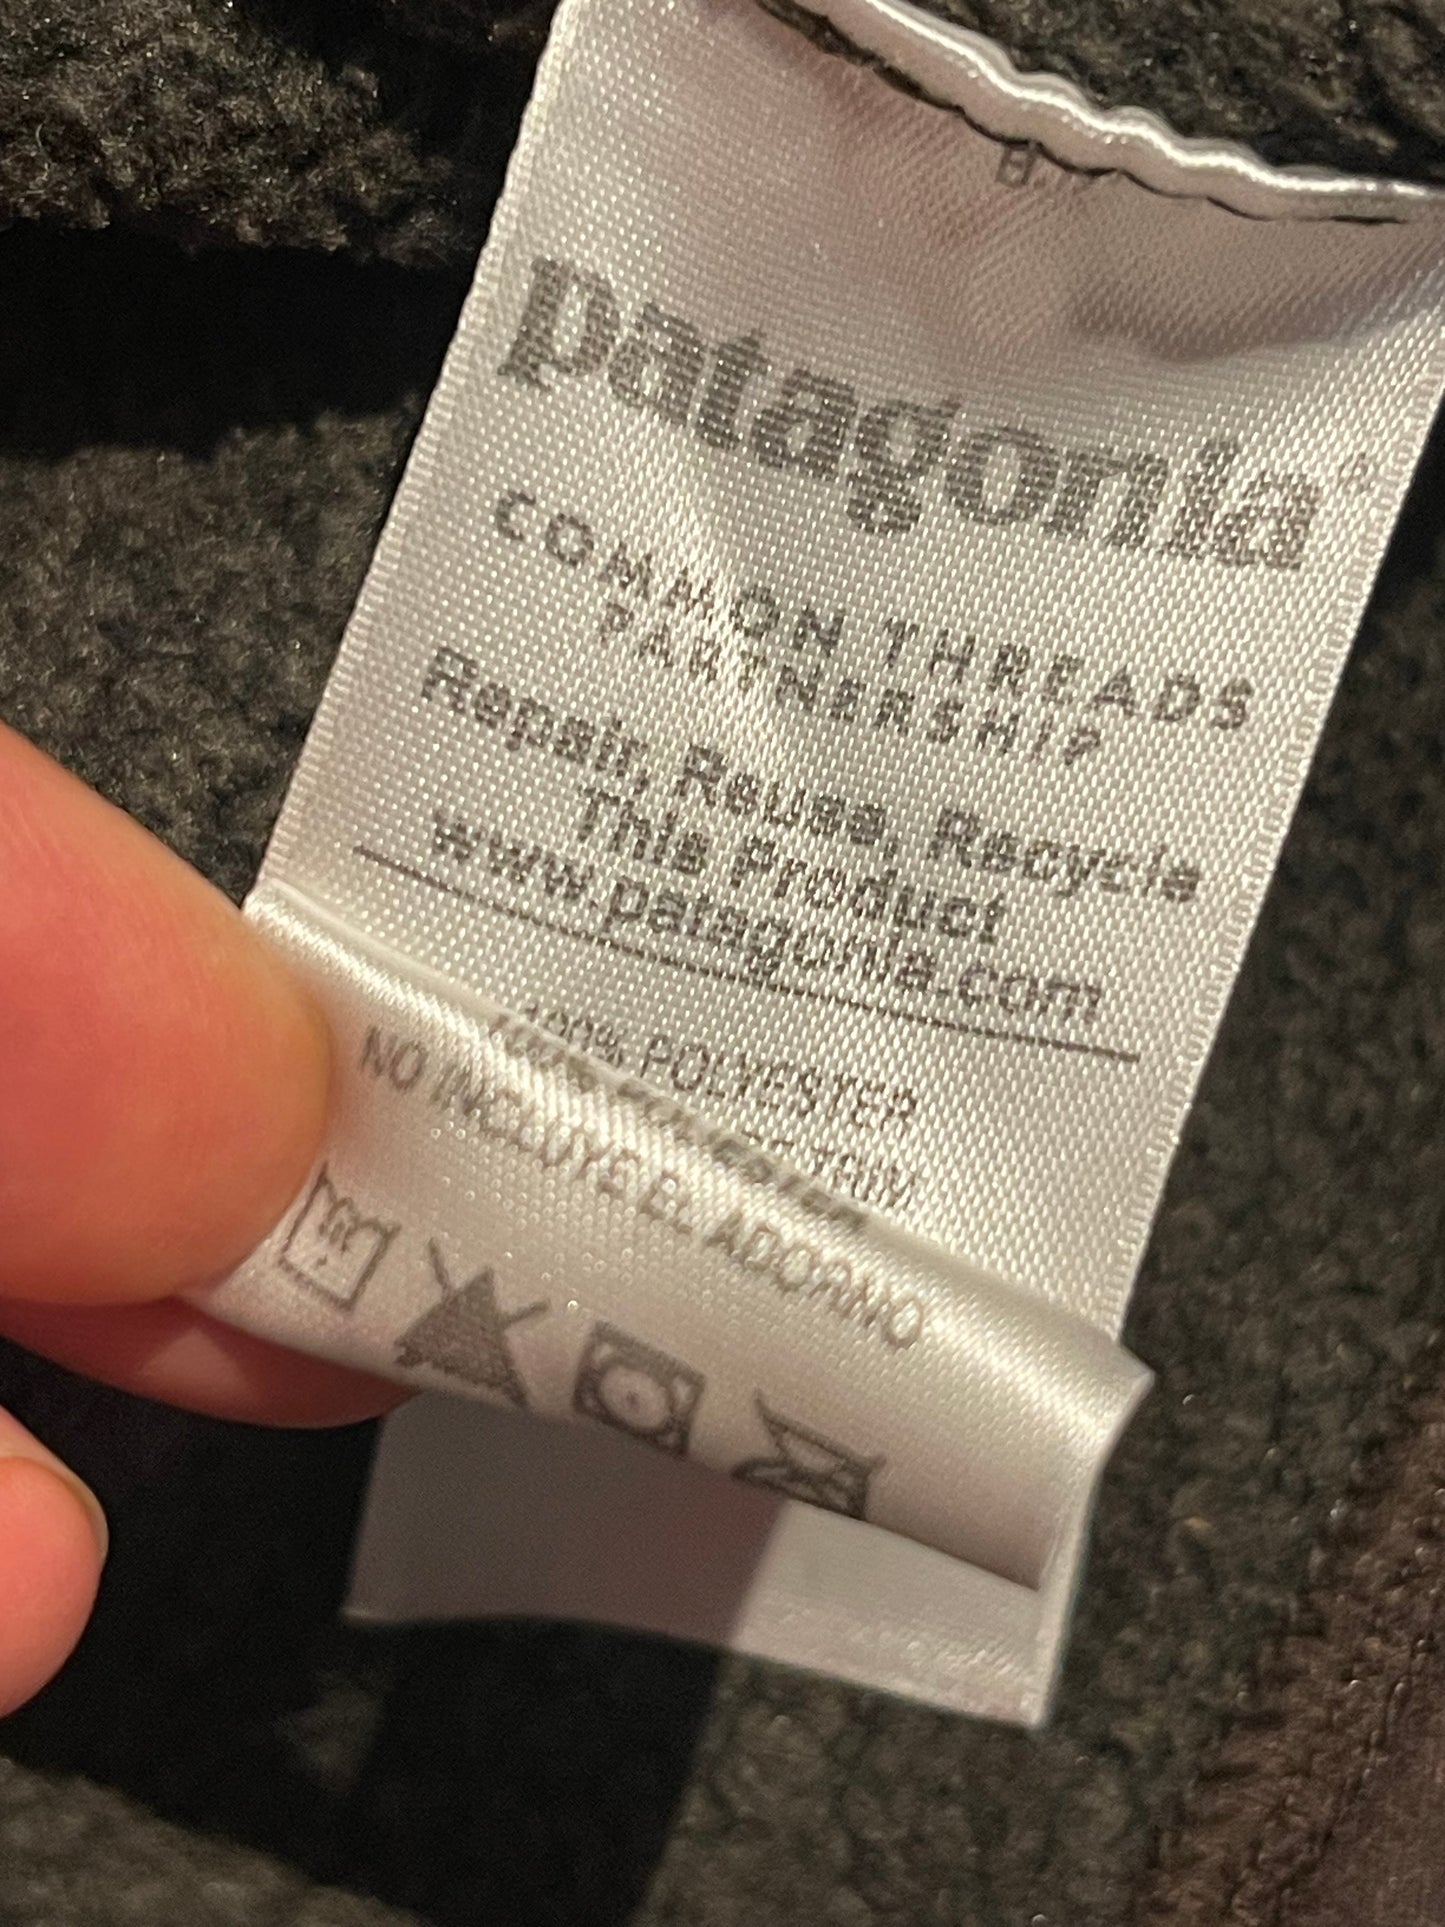 patagonia®
COMMON THREADS
PARTNERSHIP
Repair, Reuse, Recycle
This Product
www.patagonia.com
100% POLYESTER
NO INCLUYE EL ADORNO